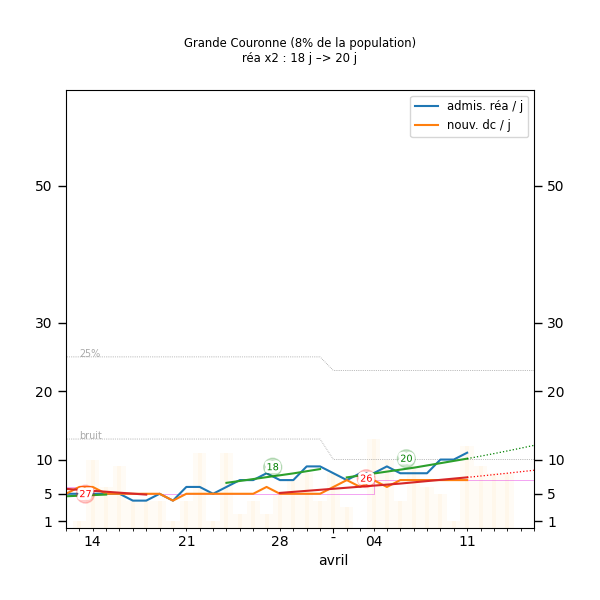 Grande Couronne (8% de la population)
réa x2 : 18 j –> 20 j
admis. réa / j
nouv. dc / j
50 50
30 30
25%
20 20
bruit
10 10
18 20
26
5 27 5
1 1
14 21 28 - 04 11
avril